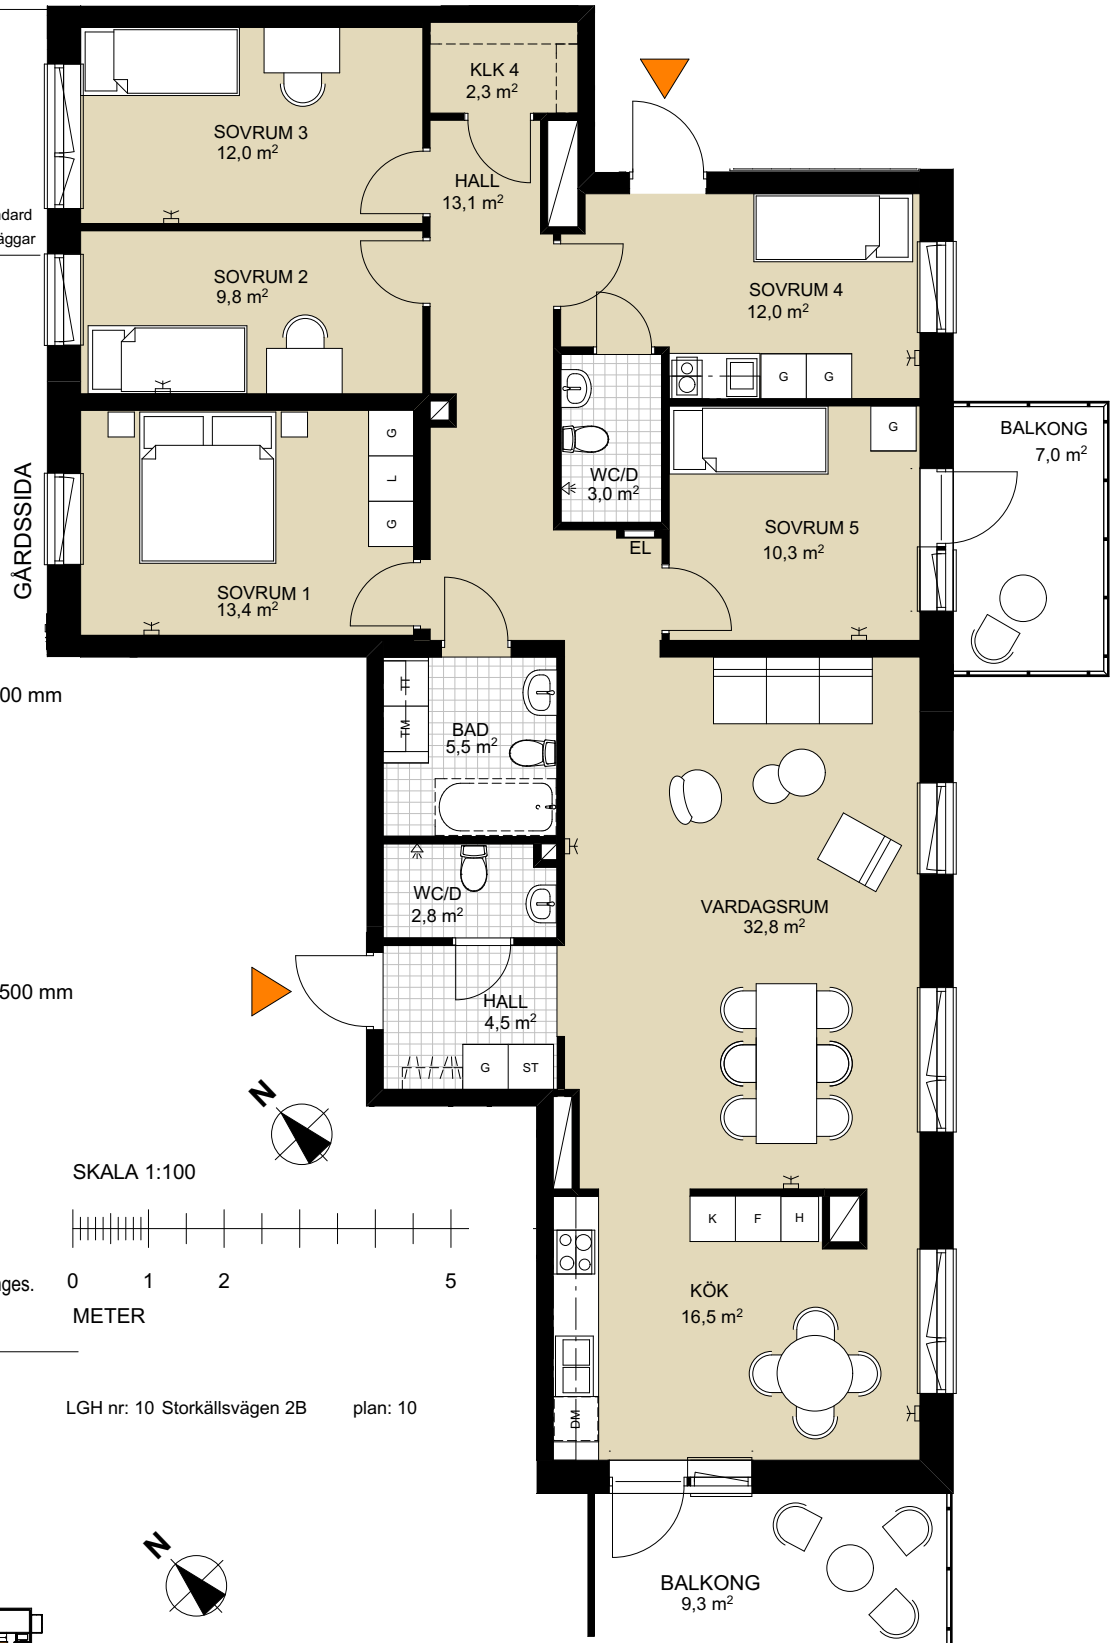 KLK 4
2,3 m²
SOVRUM 3
12,0 m²
HALL
13,1 m²
äggar
SOVRUM 2
9,8 m²
SOVRUM 4
12,0 m²
G
G
GÅRDSSIDA
G
L
G
SOVRUM 1
13,4 m²
WC/D
3,0 m²
EL
G
SOVRUM 5
10,3 m²
BALKONG
7,0 m²
00 mm
TT
TM
BAD
5,5 m²
WC/D
2,8 m²
VARDAGSRUM
32,8 m²
500 mm
HALL
4,5 m²
G
ST
N
SKALA 1:100
0
1
2
5
METER
K
F
H
KÖK
16,5 m²
DM
LGH nr: 10 Storkällsvägen 2B
plan: 10
N
BALKONG
9,3 m²